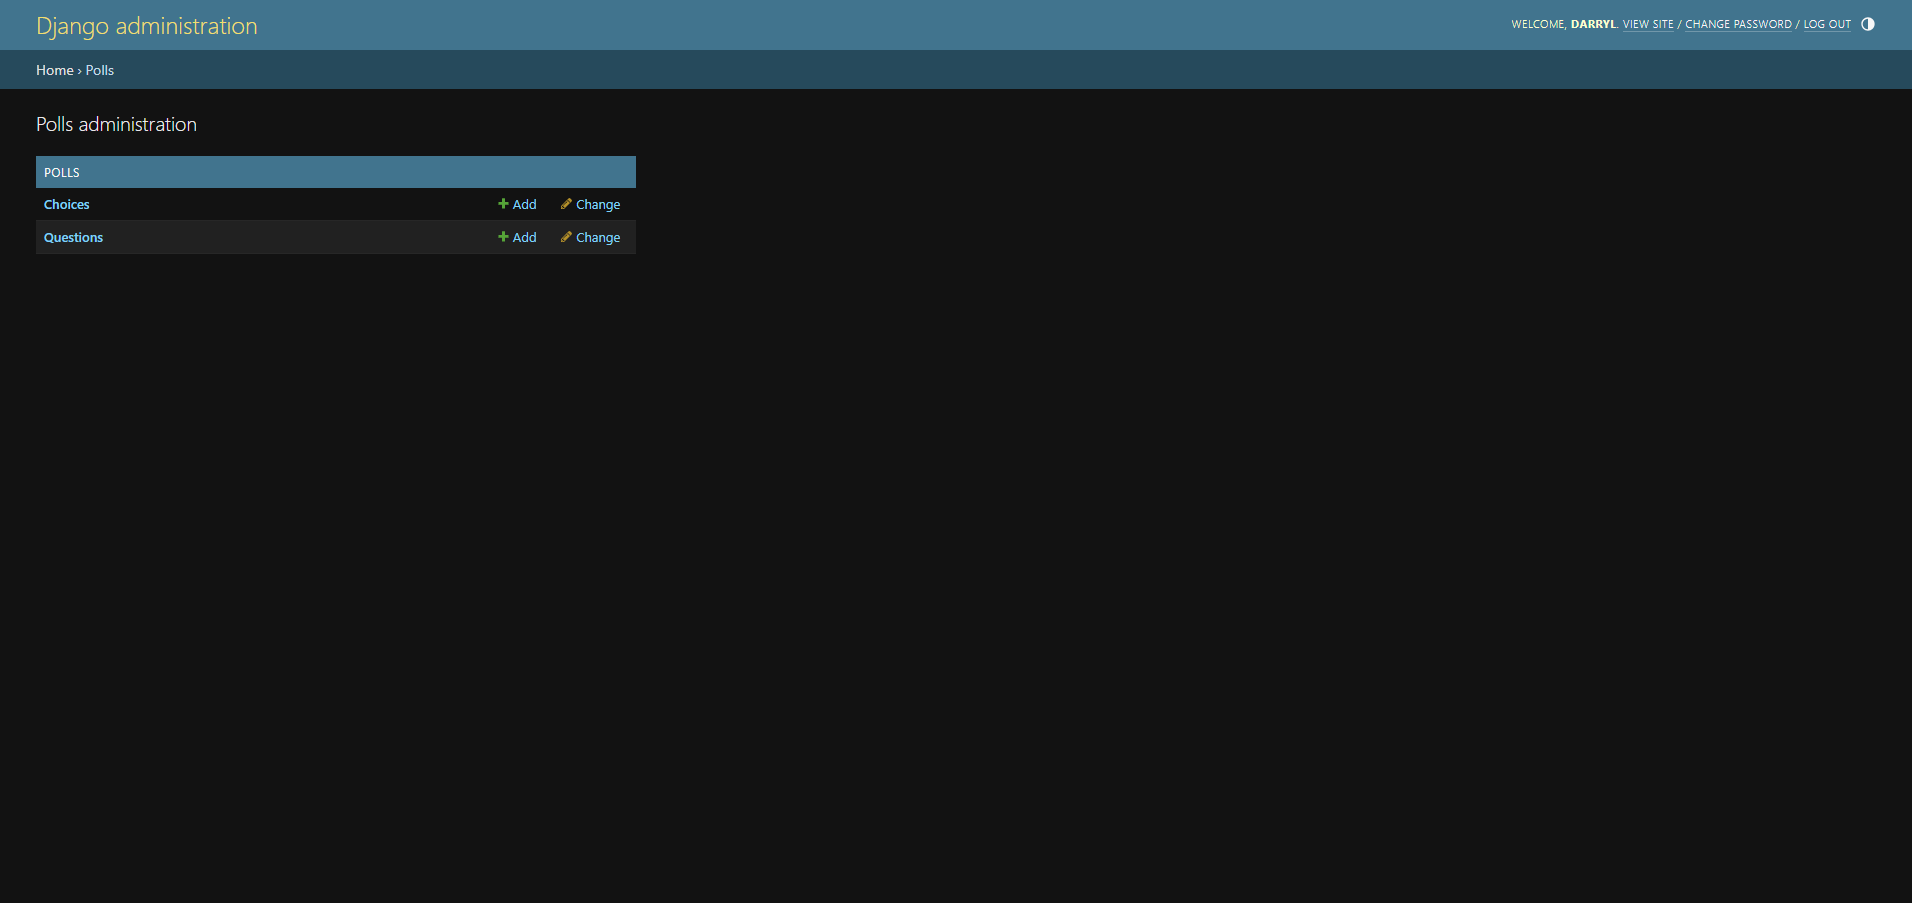 Django administration
WELCOME, DARRYL. VIEW SITE / CHANGE PASSWORD / LOG OUT
Home › Polls
Polls administration
POLLS
Choices Add Change
Questions Add Change